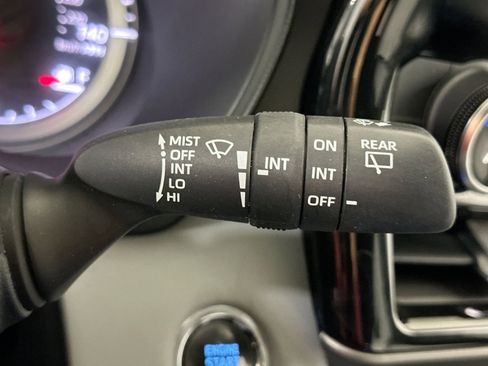 MIST
OFF
INT
LO
HI
INT
ON
INT
OFF
REAR
ENGINE
START